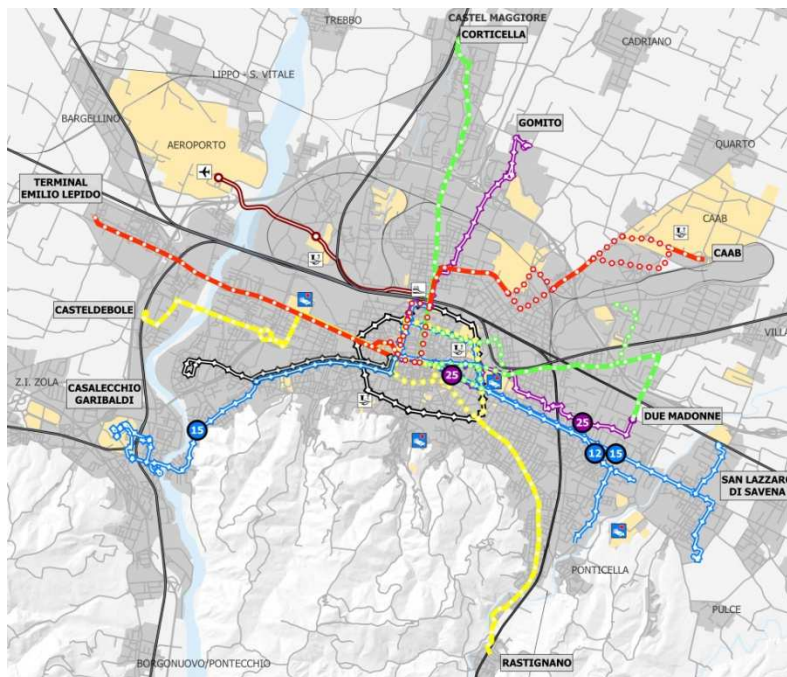 TREBBO
CASTEL MAGGIORE
CORTICELLA
CADRIANO
LIPPO - S. VITALE
BARGELLINO
GOMITO
AEROPORTO
QUARTO
TERMINAL
EMILIO LEPIDO
CAAB
CAAB
CASTELDEBOLE
VILLA
Z.I. ZOLA
CASALECCHIO
GARIBALDI
25
25
DUE MADONNE
15
12
15
SAN LAZZARO
DI SAVENA
PONTICELLA
PULCE
BORGONUOVO/PONTECCHIO
RASTIGNANO